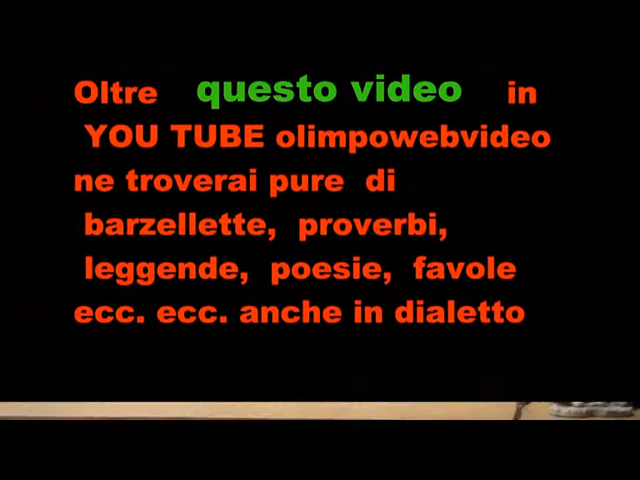 Oltre questo video in
YOU TUBE olimpowebvideo
ne troverai pure di
barzellette, proverbi,
leggende, poesie, favole
ecc. ecc. anche in dialetto